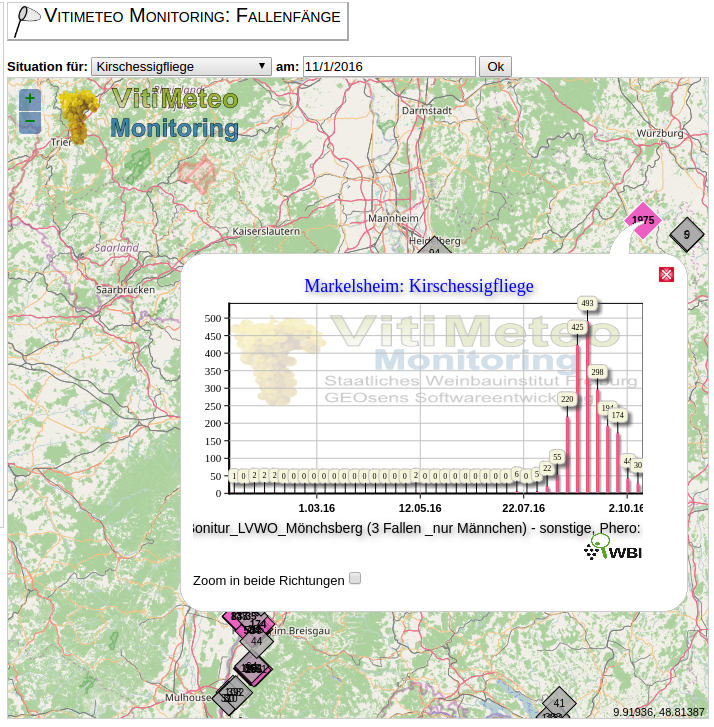 Vitimeteo Monitoring: Fallenfänge
Situation für: Kirschessigfliege am: 11/1/2016 Ok
+
−
VitiMeteo
Monitoring
Trier
Darmstadt
Würzburg
Mannheim
1975
9
Kaiserslautern
Saarland
Saarbrücken
Markelsheim: Kirschessigfliege
VitiMeteo
Monitoring
Staatliches Weinbauinstitut Freiburg
GEOsens Softwareentwicklung
500
450
400
350
300
250
200
150
100
50
0
1 0 2 2 2 0 0 0 0 0 0 0 0 0 0 0 0 0 2 0 0 0 0 0 0 0 0 0 6 0 5 22 55 220 425 493 298 194 174 44 30
1.03.16 12.05.16 22.07.16 2.10.16
Bonitur_LVWO_Mönchsberg (3 Fallen _nur Männchen) - sonstige, Phero:
WBI
Zoom in beide Richtungen
im Breisgau
44
Mulhouse
41
9.91936, 48.81387